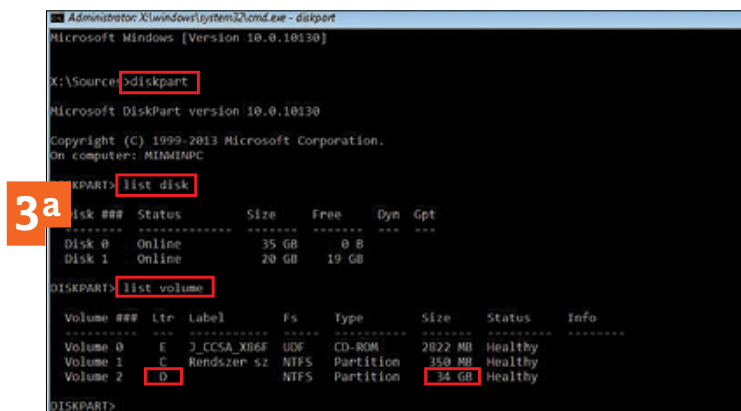 Administrator: X:\windows\system32\cmd.exe - diskpart
Microsoft Windows [Version 10.0.10130]
X:\Sources>diskpart
Microsoft DiskPart version 10.0.10130
Copyright (C) 1999-2013 Microsoft Corporation.
On computer: MININPC
DISKPART> list disk
3a
Disk ### Status Size Free Dyn Gpt
-------- ------------- ------- ------- --- ---
Disk 0 Online 35 GB 0 B
Disk 1 Online 20 GB 19 GB
DISKPART> list volume
Volume ### Ltr Label Fs Type Size Status Info
---------- --- ----------- ----- ---------- ------- --------- --------
Volume 0 E J_CCSA_X86F UDF CD-ROM 2822 MB Healthy
Volume 1 C Rendszer sz NTFS Partition 350 MB Healthy
Volume 2 D NTFS Partition 34 GB Healthy
DISKPART>